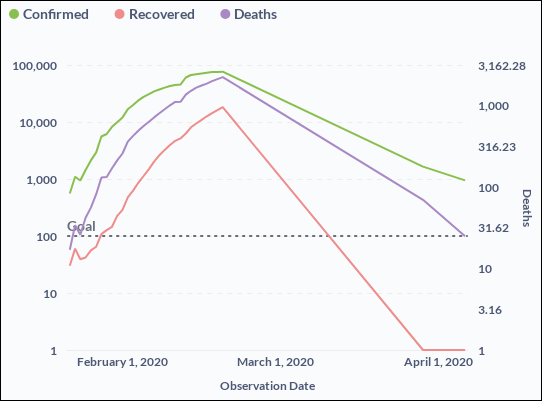 Confirmed Recovered Deaths
100,000
10,000
1,000
100
10
1
Goal
3,162.28
1,000
316.23
100
31.62
10
3.16
1
Deaths
February 1, 2020 March 1, 2020 April 1, 2020
Observation Date